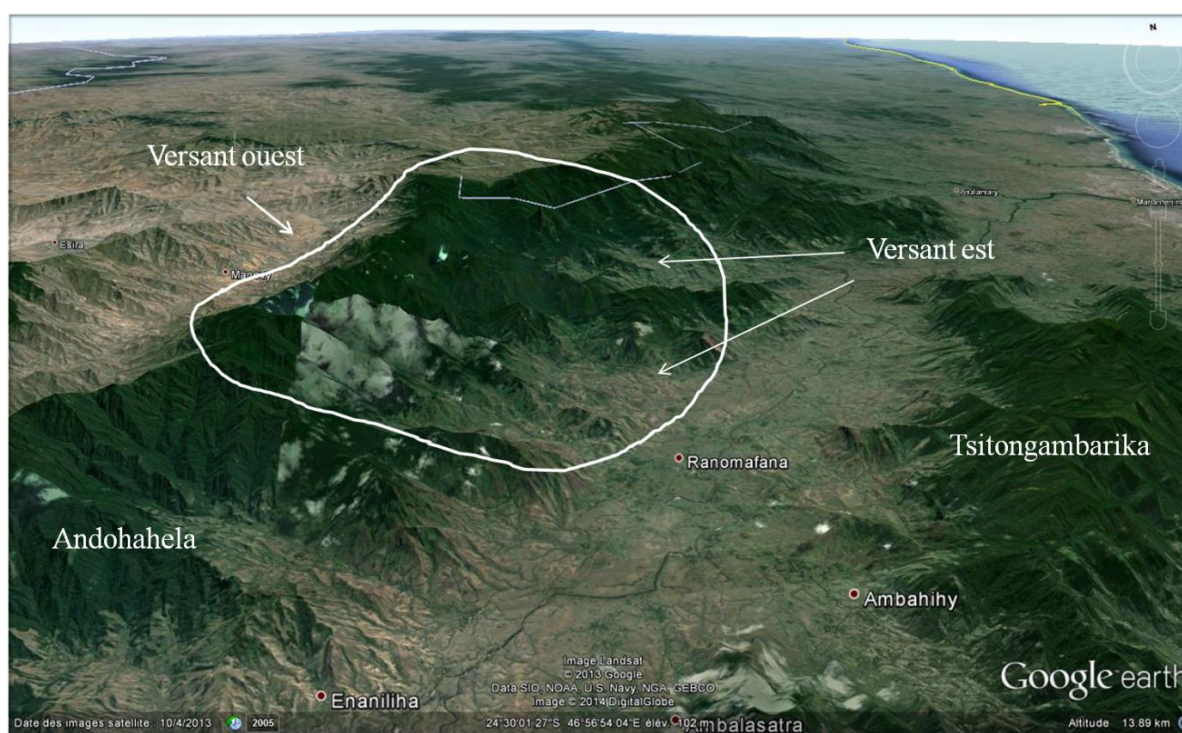 N
Versant ouest
Manantenina
Esira
Versant est
Ranomafana
Tsitongambarika
Andohahela
Ambahihy
Image Landsat
© 2013 Google
Data SIO, NOAA, U.S. Navy, NGA, GEBCO
Image © 2014 DigitalGlobe
Google earth
Enaniliha
Ambalasatra
Date des images satellite 10/4/2013
2005
24°30'01 27"S 46°56'54 04"E élév 102 m
Altitude 13.89 km